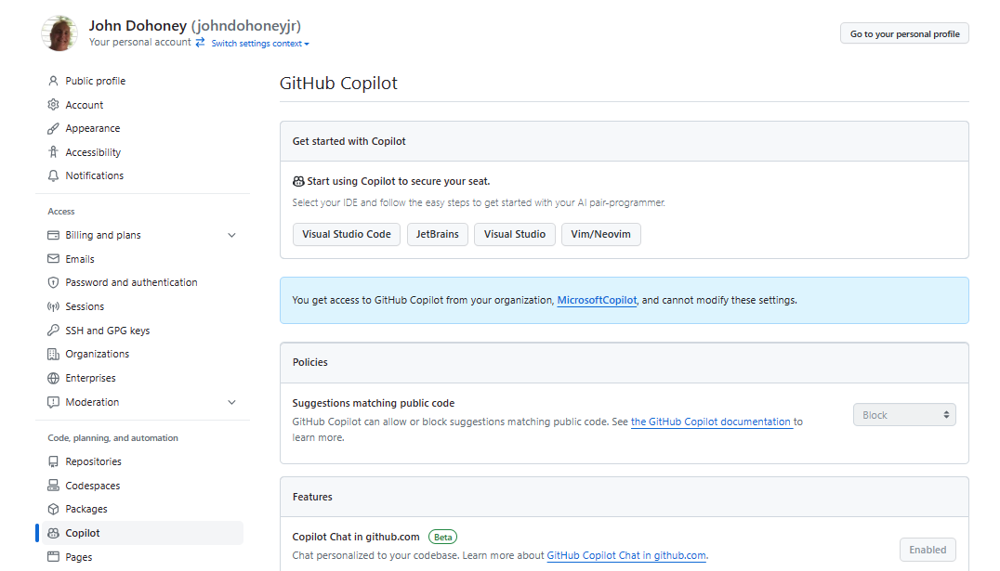 John Dohoney (johndohoneyjr)
Your personal account Switch settings context
Go to your personal profile
Public profile
Account
Appearance
Accessibility
Notifications
Access
Billing and plans
Emails
Password and authentication
Sessions
SSH and GPG keys
Organizations
Enterprises
Moderation
Code, planning, and automation
Repositories
Codespaces
Packages
Copilot
Pages
GitHub Copilot
Get started with Copilot
Start using Copilot to secure your seat.
Select your IDE and follow the easy steps to get started with your AI pair-programmer.
Visual Studio Code JetBrains Visual Studio Vim/Neovim
You get access to GitHub Copilot from your organization, MicrosoftCopilot, and cannot modify these settings.
Policies
Suggestions matching public code
GitHub Copilot can allow or block suggestions matching public code. See the GitHub Copilot documentation to
learn more.
Block
Features
Copilot Chat in github.com Beta
Chat personalized to your codebase. Learn more about GitHub Copilot Chat in github.com.
Enabled